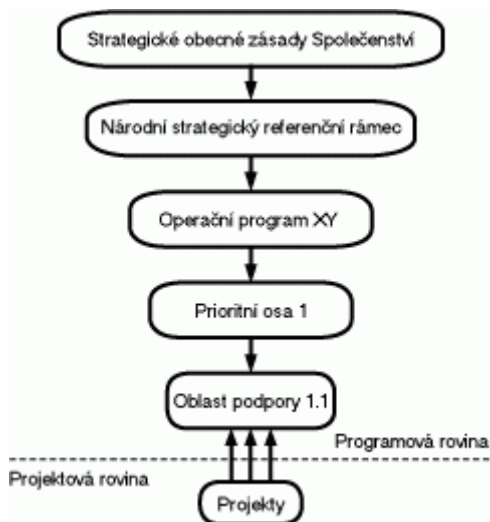 Strategické obecné zásady Společenství
Národní strategický referenční rámec
Operační program XY
Prioritní osa 1
Oblast podpory 1.1
Programová rovina
Projektová rovina
Projekty